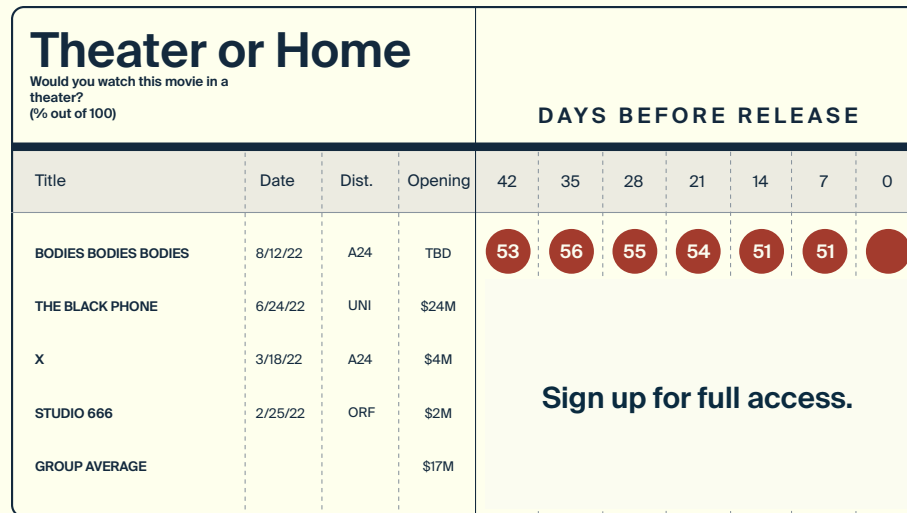 Theater or Home
Would you watch this movie in a
theater?
(% out of 100)
DAYS BEFORE RELEASE
Title Date Dist. Opening 42 35 28 21 14 7 0
BODIES BODIES BODIES 8/12/22 A24 TBD 53 56 55 54 51 51
THE BLACK PHONE 6/24/22 UNI $24M
X 3/18/22 A24 $4M
Sign up for full access.
STUDIO 666 2/25/22 ORF $2M
GROUP AVERAGE $17M